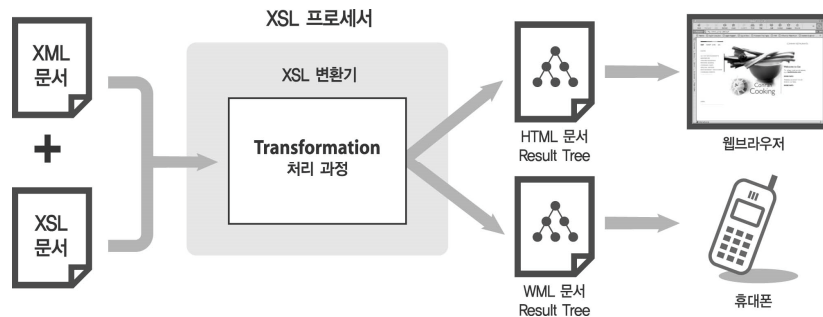 XSL 프로세서
XML
문서
+
XSL
문서
XSL 변환기
Transformation
처리 과정
HTML 문서
Result Tree
WML 문서
Result Tree
Cooking
웹브라우저
휴대폰